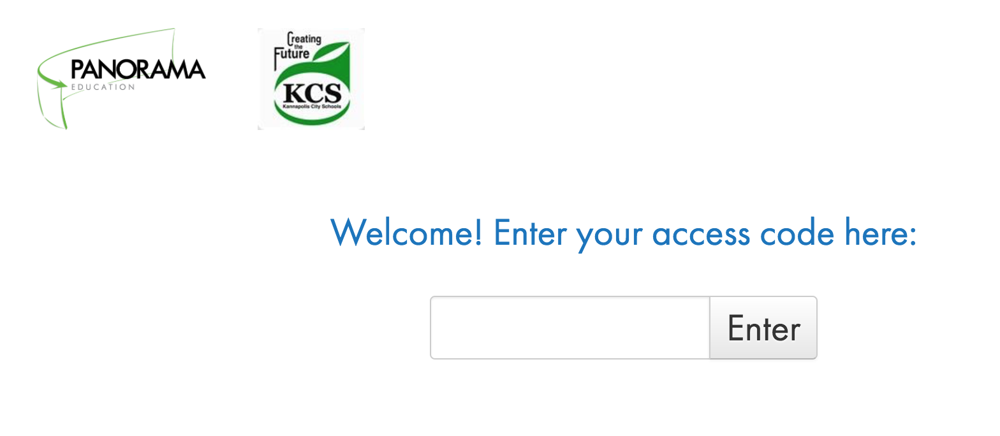 PANORAMA
EDUCATION
Creating
the
Future
KCS
Kannapolis City Schools
Welcome! Enter your access code here:
Enter